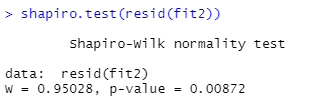 > shapiro.test(resid(fit2))
Shapiro-Wilk normality test
data:  resid(fit2)
W = 0.95028, p-value = 0.00872